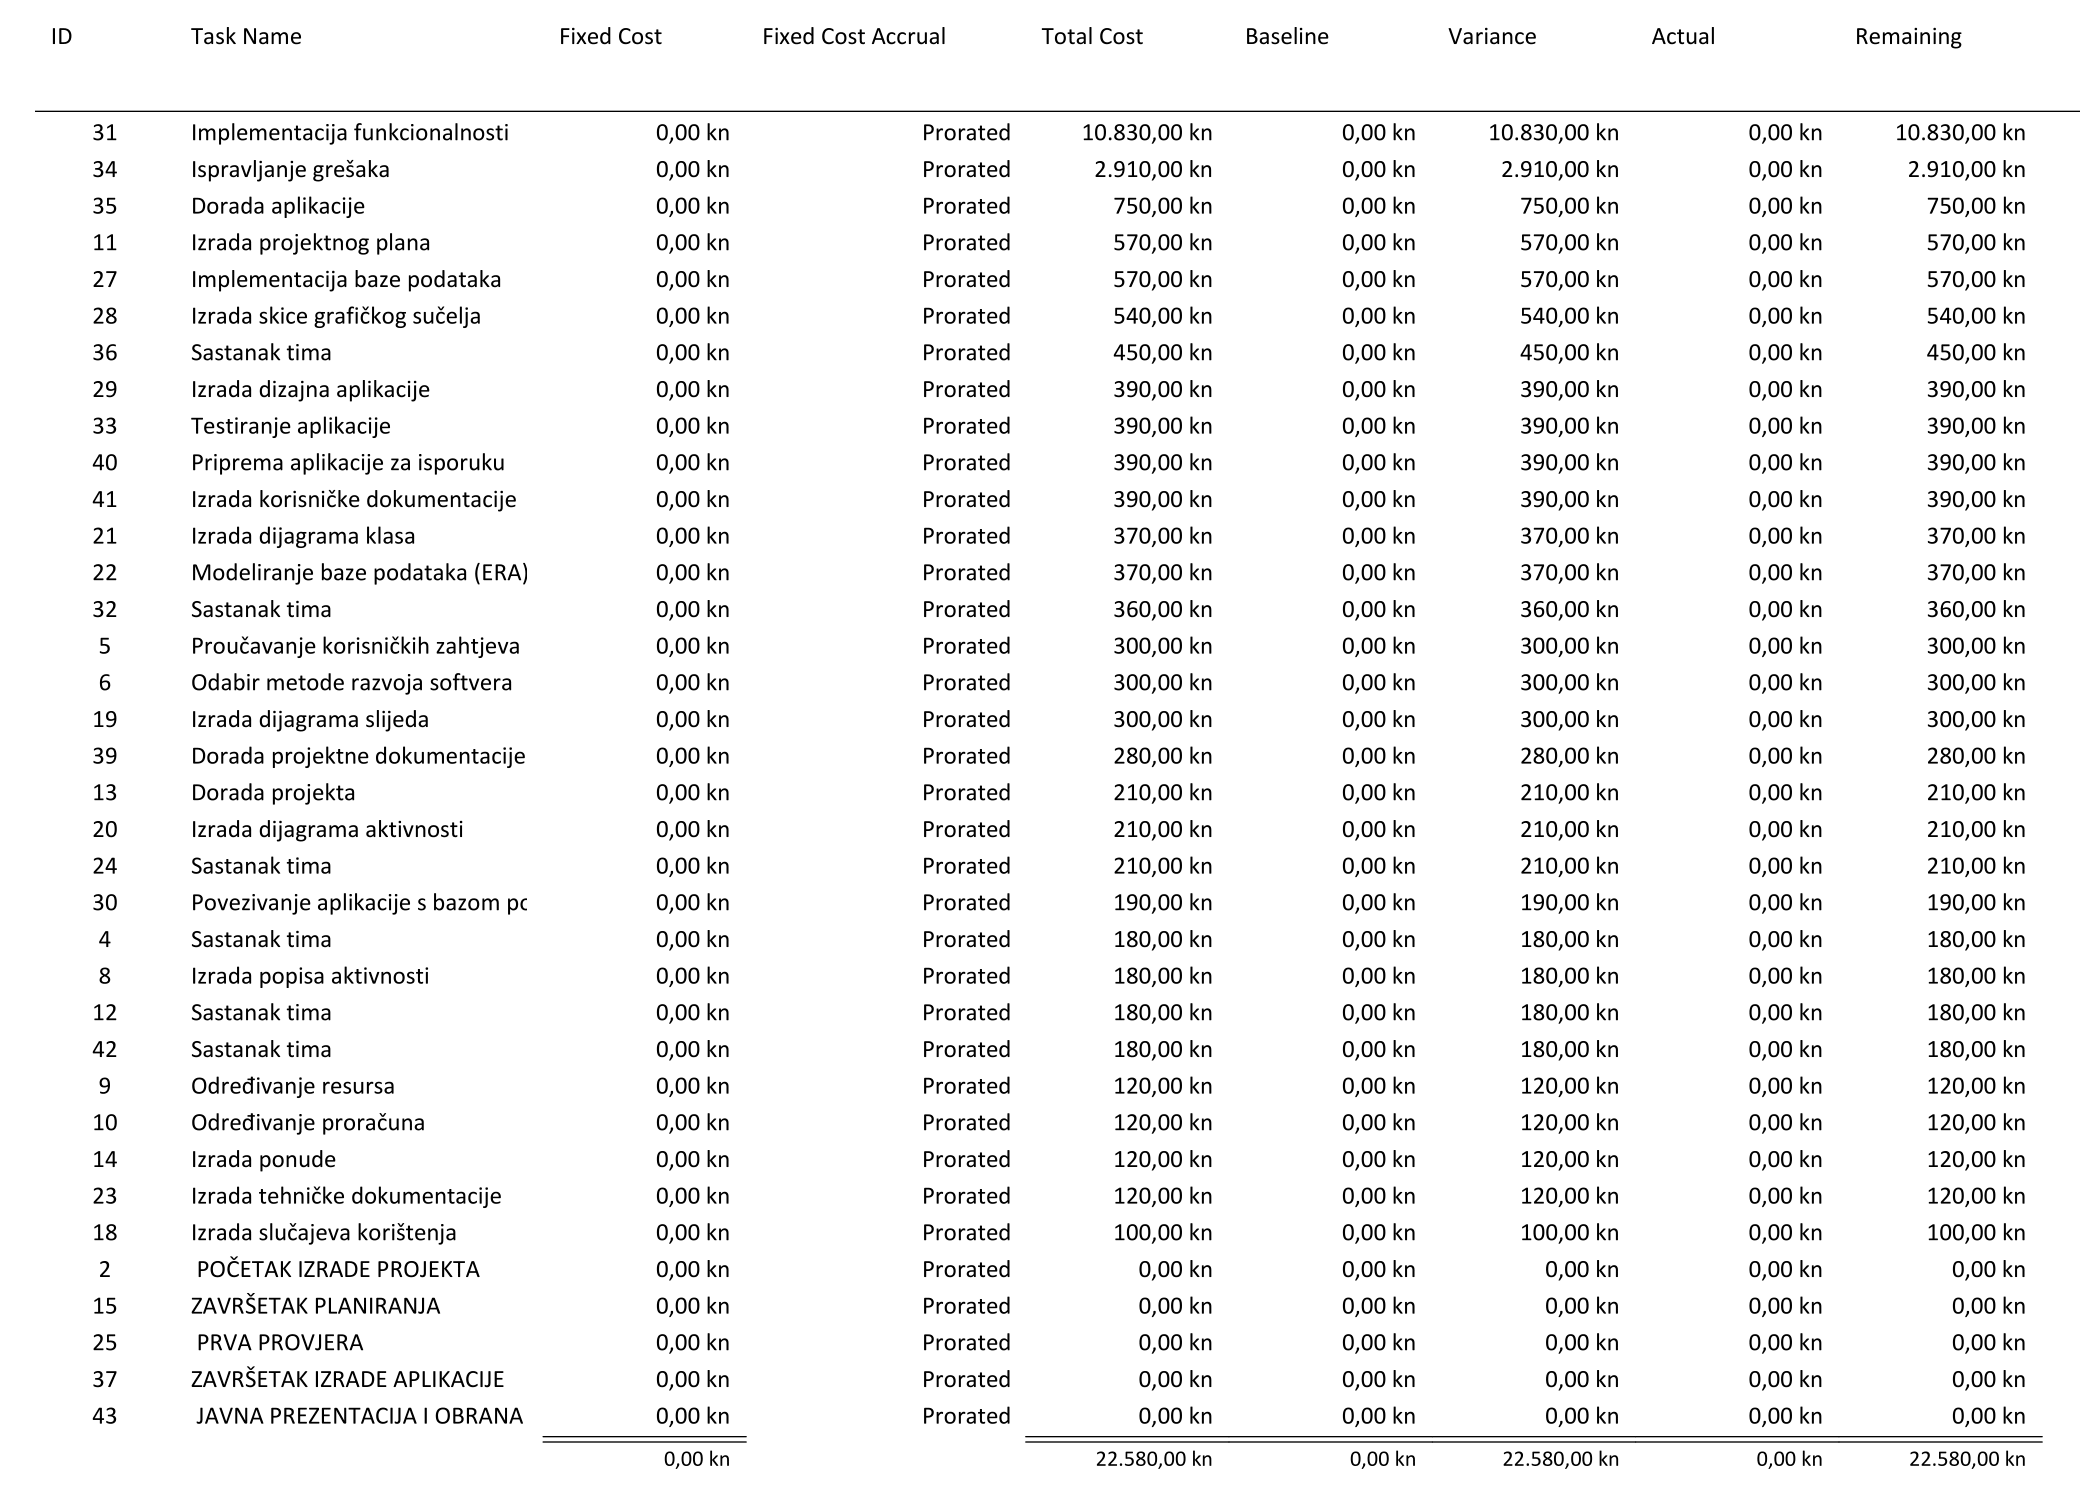 ID Task Name Fixed Cost Fixed Cost Accrual Total Cost Baseline Variance Actual Remaining
31 Implementacija funkcionalnosti 0,00 kn Prorated 10.830,00 kn 0,00 kn 10.830,00 kn 0,00 kn 10.830,00 kn
34 Ispravljanje grešaka 0,00 kn Prorated 2.910,00 kn 0,00 kn 2.910,00 kn 0,00 kn 2.910,00 kn
35 Dorada aplikacije 0,00 kn Prorated 750,00 kn 0,00 kn 750,00 kn 0,00 kn 750,00 kn
11 Izrada projektnog plana 0,00 kn Prorated 570,00 kn 0,00 kn 570,00 kn 0,00 kn 570,00 kn
27 Implementacija baze podataka 0,00 kn Prorated 570,00 kn 0,00 kn 570,00 kn 0,00 kn 570,00 kn
28 Izrada skice grafičkog sučelja 0,00 kn Prorated 540,00 kn 0,00 kn 540,00 kn 0,00 kn 540,00 kn
36 Sastanak tima 0,00 kn Prorated 450,00 kn 0,00 kn 450,00 kn 0,00 kn 450,00 kn
29 Izrada dizajna aplikacije 0,00 kn Prorated 390,00 kn 0,00 kn 390,00 kn 0,00 kn 390,00 kn
33 Testiranje aplikacije 0,00 kn Prorated 390,00 kn 0,00 kn 390,00 kn 0,00 kn 390,00 kn
40 Priprema aplikacije za isporuku 0,00 kn Prorated 390,00 kn 0,00 kn 390,00 kn 0,00 kn 390,00 kn
41 Izrada korisničke dokumentacije 0,00 kn Prorated 390,00 kn 0,00 kn 390,00 kn 0,00 kn 390,00 kn
21 Izrada dijagrama klasa 0,00 kn Prorated 370,00 kn 0,00 kn 370,00 kn 0,00 kn 370,00 kn
22 Modeliranje baze podataka (ERA) 0,00 kn Prorated 370,00 kn 0,00 kn 370,00 kn 0,00 kn 370,00 kn
32 Sastanak tima 0,00 kn Prorated 360,00 kn 0,00 kn 360,00 kn 0,00 kn 360,00 kn
5 Proučavanje korisničkih zahtjeva 0,00 kn Prorated 300,00 kn 0,00 kn 300,00 kn 0,00 kn 300,00 kn
6 Odabir metode razvoja softvera 0,00 kn Prorated 300,00 kn 0,00 kn 300,00 kn 0,00 kn 300,00 kn
19 Izrada dijagrama slijeda 0,00 kn Prorated 300,00 kn 0,00 kn 300,00 kn 0,00 kn 300,00 kn
39 Dorada projektne dokumentacije 0,00 kn Prorated 280,00 kn 0,00 kn 280,00 kn 0,00 kn 280,00 kn
13 Dorada projekta 0,00 kn Prorated 210,00 kn 0,00 kn 210,00 kn 0,00 kn 210,00 kn
20 Izrada dijagrama aktivnosti 0,00 kn Prorated 210,00 kn 0,00 kn 210,00 kn 0,00 kn 210,00 kn
24 Sastanak tima 0,00 kn Prorated 210,00 kn 0,00 kn 210,00 kn 0,00 kn 210,00 kn
30 Povezivanje aplikacije s bazom 0,00 kn Prorated 190,00 kn 0,00 kn 190,00 kn 0,00 kn 190,00 kn
4 Sastanak tima 0,00 kn Prorated 180,00 kn 0,00 kn 180,00 kn 0,00 kn 180,00 kn
8 Izrada popisa aktivnosti 0,00 kn Prorated 180,00 kn 0,00 kn 180,00 kn 0,00 kn 180,00 kn
12 Sastanak tima 0,00 kn Prorated 180,00 kn 0,00 kn 180,00 kn 0,00 kn 180,00 kn
42 Sastanak tima 0,00 kn Prorated 180,00 kn 0,00 kn 180,00 kn 0,00 kn 180,00 kn
9 Određivanje resursa 0,00 kn Prorated 120,00 kn 0,00 kn 120,00 kn 0,00 kn 120,00 kn
10 Određivanje proračuna 0,00 kn Prorated 120,00 kn 0,00 kn 120,00 kn 0,00 kn 120,00 kn
14 Izrada ponude 0,00 kn Prorated 120,00 kn 0,00 kn 120,00 kn 0,00 kn 120,00 kn
23 Izrada tehničke dokumentacije 0,00 kn Prorated 120,00 kn 0,00 kn 120,00 kn 0,00 kn 120,00 kn
18 Izrada slučajeva korištenja 0,00 kn Prorated 100,00 kn 0,00 kn 100,00 kn 0,00 kn 100,00 kn
2 POČETAK IZRADE PROJEKTA 0,00 kn Prorated 0,00 kn 0,00 kn 0,00 kn 0,00 kn 0,00 kn
15 ZAVRŠETAK PLANIRANJA 0,00 kn Prorated 0,00 kn 0,00 kn 0,00 kn 0,00 kn 0,00 kn
25 PRVA PROVJERA 0,00 kn Prorated 0,00 kn 0,00 kn 0,00 kn 0,00 kn 0,00 kn
37 ZAVRŠETAK IZRADE APLIKACIJE 0,00 kn Prorated 0,00 kn 0,00 kn 0,00 kn 0,00 kn 0,00 kn
43 JAVNA PREZENTACIJA I OBRANA 0,00 kn Prorated 0,00 kn 0,00 kn 0,00 kn 0,00 kn 0,00 kn
0,00 kn 22.580,00 kn 0,00 kn 22.580,00 kn 0,00 kn 22.580,00 kn